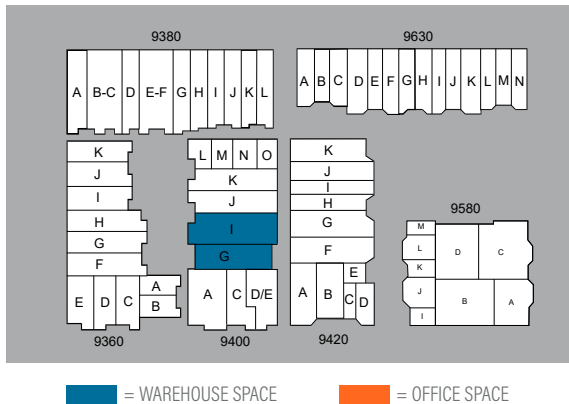 9380 9630
A B-C D E-F G H I J K L
A B C D E F G H I J K L M N
K
J
I
H
G
F
E D C A
B
9360
L M N O
K
J
I
G
A C D/E
9400
K
J
I
H
G
F
E
A B C D
9420
9580
M
L
K
J
I
D C
B A
= WAREHOUSE SPACE = OFFICE SPACE